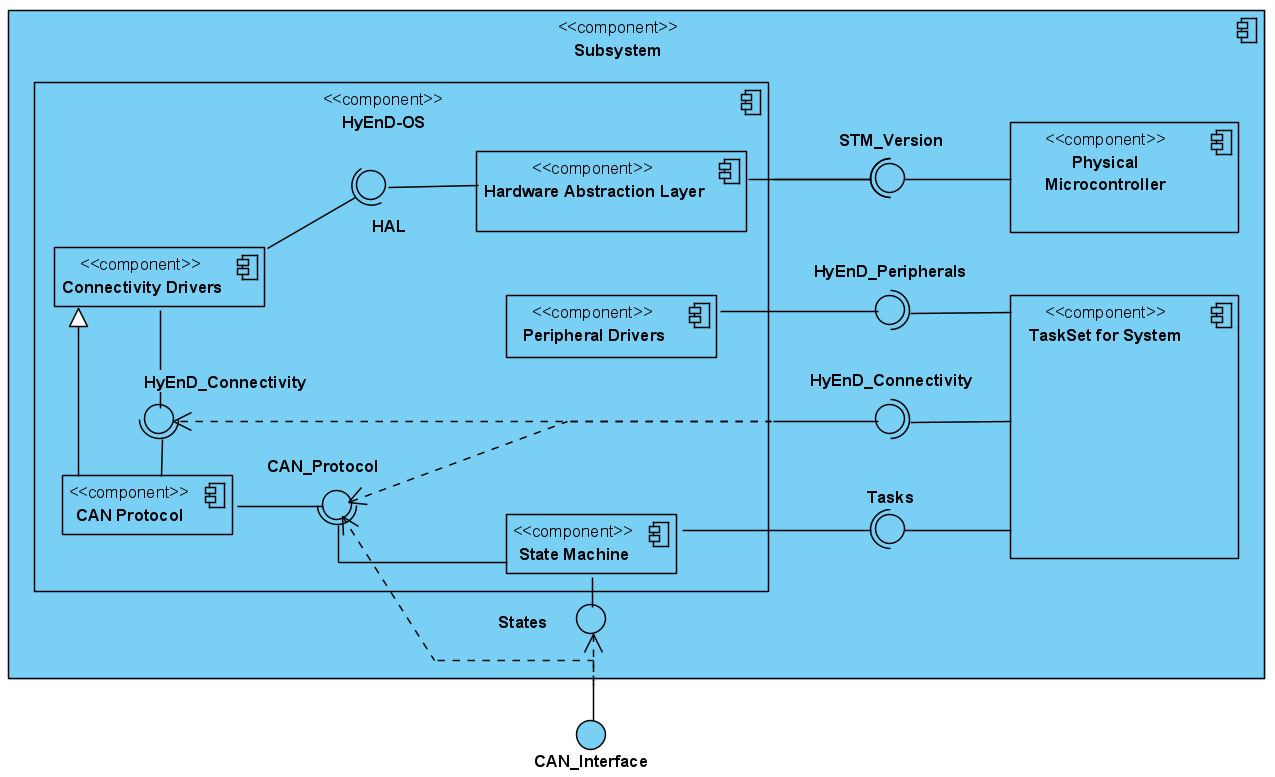 <<component>>
Subsystem
<<component>>
HyEnD-OS
STM_Version
<<component>>
Physical
Microcontroller
<<component>>
Hardware Abstraction Layer
HAL
<<component>>
Connectivity Drivers
HyEnD_Peripherals
<<component>>
Peripheral Drivers
<<component>>
TaskSet for System
HyEnD_Connectivity
HyEnD_Connectivity
CAN_Protocol
<<component>>
CAN Protocol
Tasks
<<component>>
State Machine
States
CAN_Interface